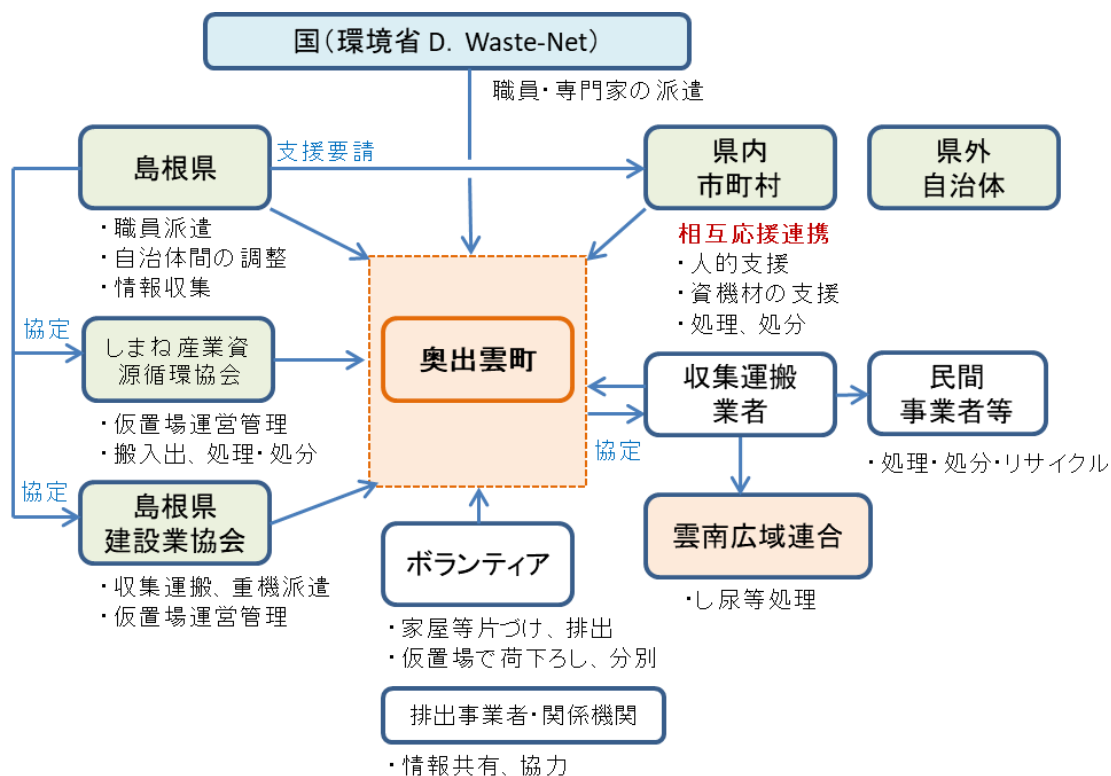 国(環境省 D. Waste-Net)
職員・専門家の派遣
島根県
支援要請
県内
市町村
県外
自治体
・職員派遣
・自治体間の調整
・情報収集
相互応援連携
・人的支援
・資機材の支援
・処理、処分
協定
しまね産業資
源循環協会
・仮置場運営管理
・搬入出、処理・処分
奥出雲町
収集運搬
業者
民間
事業者等
協定
・処理・処分・リサイクル
協定
島根県
建設業協会
・収集運搬、重機派遣
・仮置場運営管理
ボランティア
・家屋等片づけ、排出
・仮置場で荷下ろし、分別
雲南広域連合
・し尿等処理
排出事業者・関係機関
・情報共有、協力